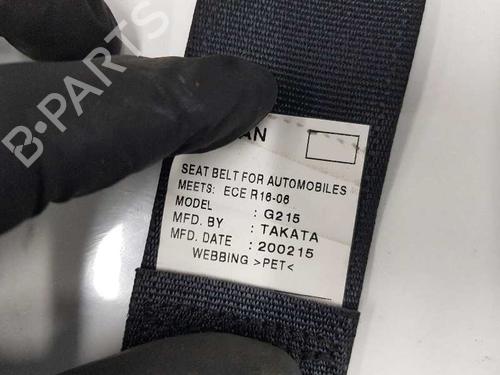 B-PARTS
SEAT BELT FOR AUTOMOBILES
MEETS: ECE R16-06
MODEL : G215
MFD. BY : TAKATA
MFD. DATE : 200215
WEBBING >PET<